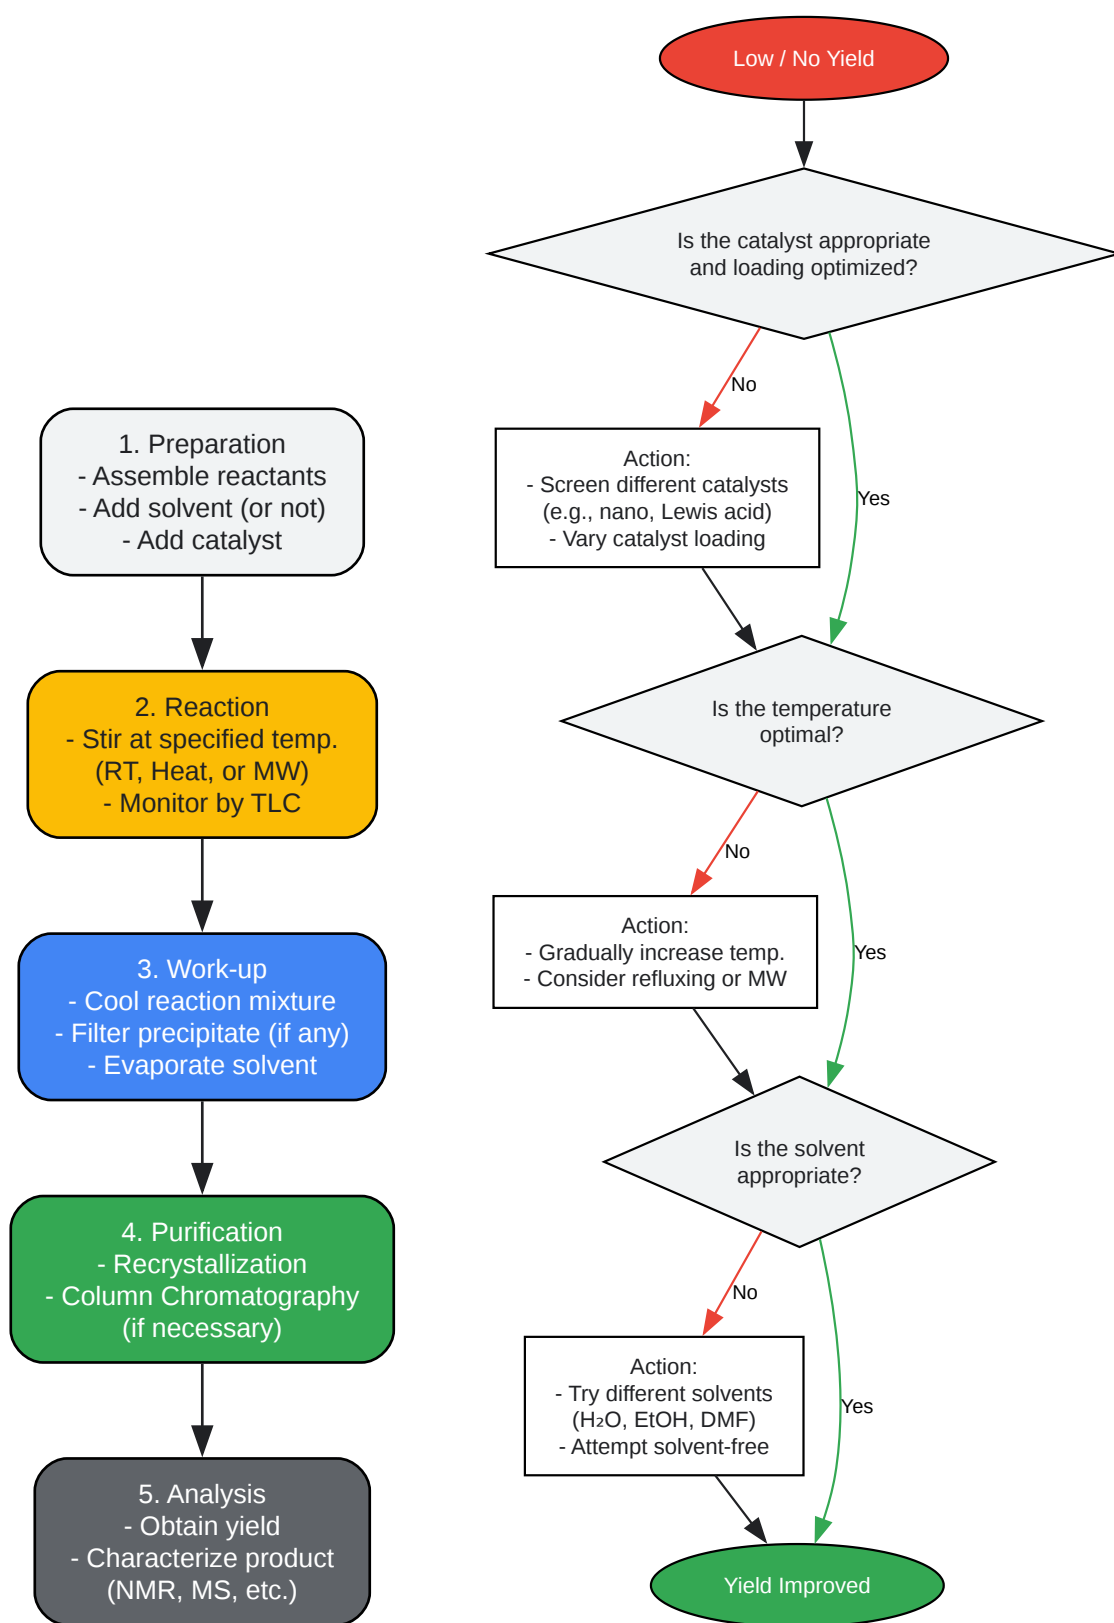 Low / No Yield
Is the catalyst appropriate
and loading optimized?
No
Yes
Action:
- Screen different catalysts
(e.g., nano, Lewis acid)
- Vary catalyst loading
Is the temperature
optimal?
No
Yes
Action:
- Gradually increase temp.
- Consider refluxing or MW
Is the solvent
appropriate?
No
Yes
Action:
- Try different solvents
(H₂O, EtOH, DMF)
- Attempt solvent-free
Yield Improved
1. Preparation
- Assemble reactants
- Add solvent (or not)
- Add catalyst
2. Reaction
- Stir at specified temp.
(RT, Heat, or MW)
- Monitor by TLC
3. Work-up
- Cool reaction mixture
- Filter precipitate (if any)
- Evaporate solvent
4. Purification
- Recrystallization
- Column Chromatography
(if necessary)
5. Analysis
- Obtain yield
- Characterize product
(NMR, MS, etc.)